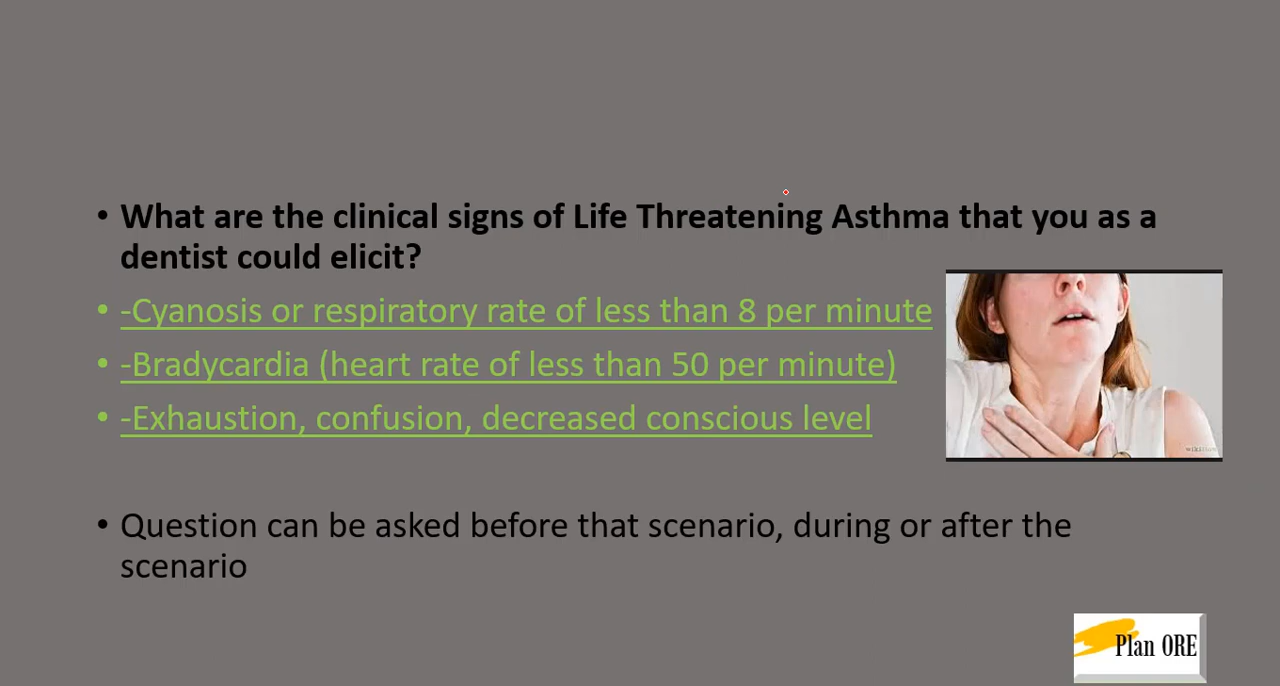 • What are the clinical signs of Life Threatening Asthma that you as a
dentist could elicit?
• -Cyanosis or respiratory rate of less than 8 per minute
• -Bradycardia (heart rate of less than 50 per minute)
• -Exhaustion, confusion, decreased conscious level
• Question can be asked before that scenario, during or after the
scenario
Plan ORE